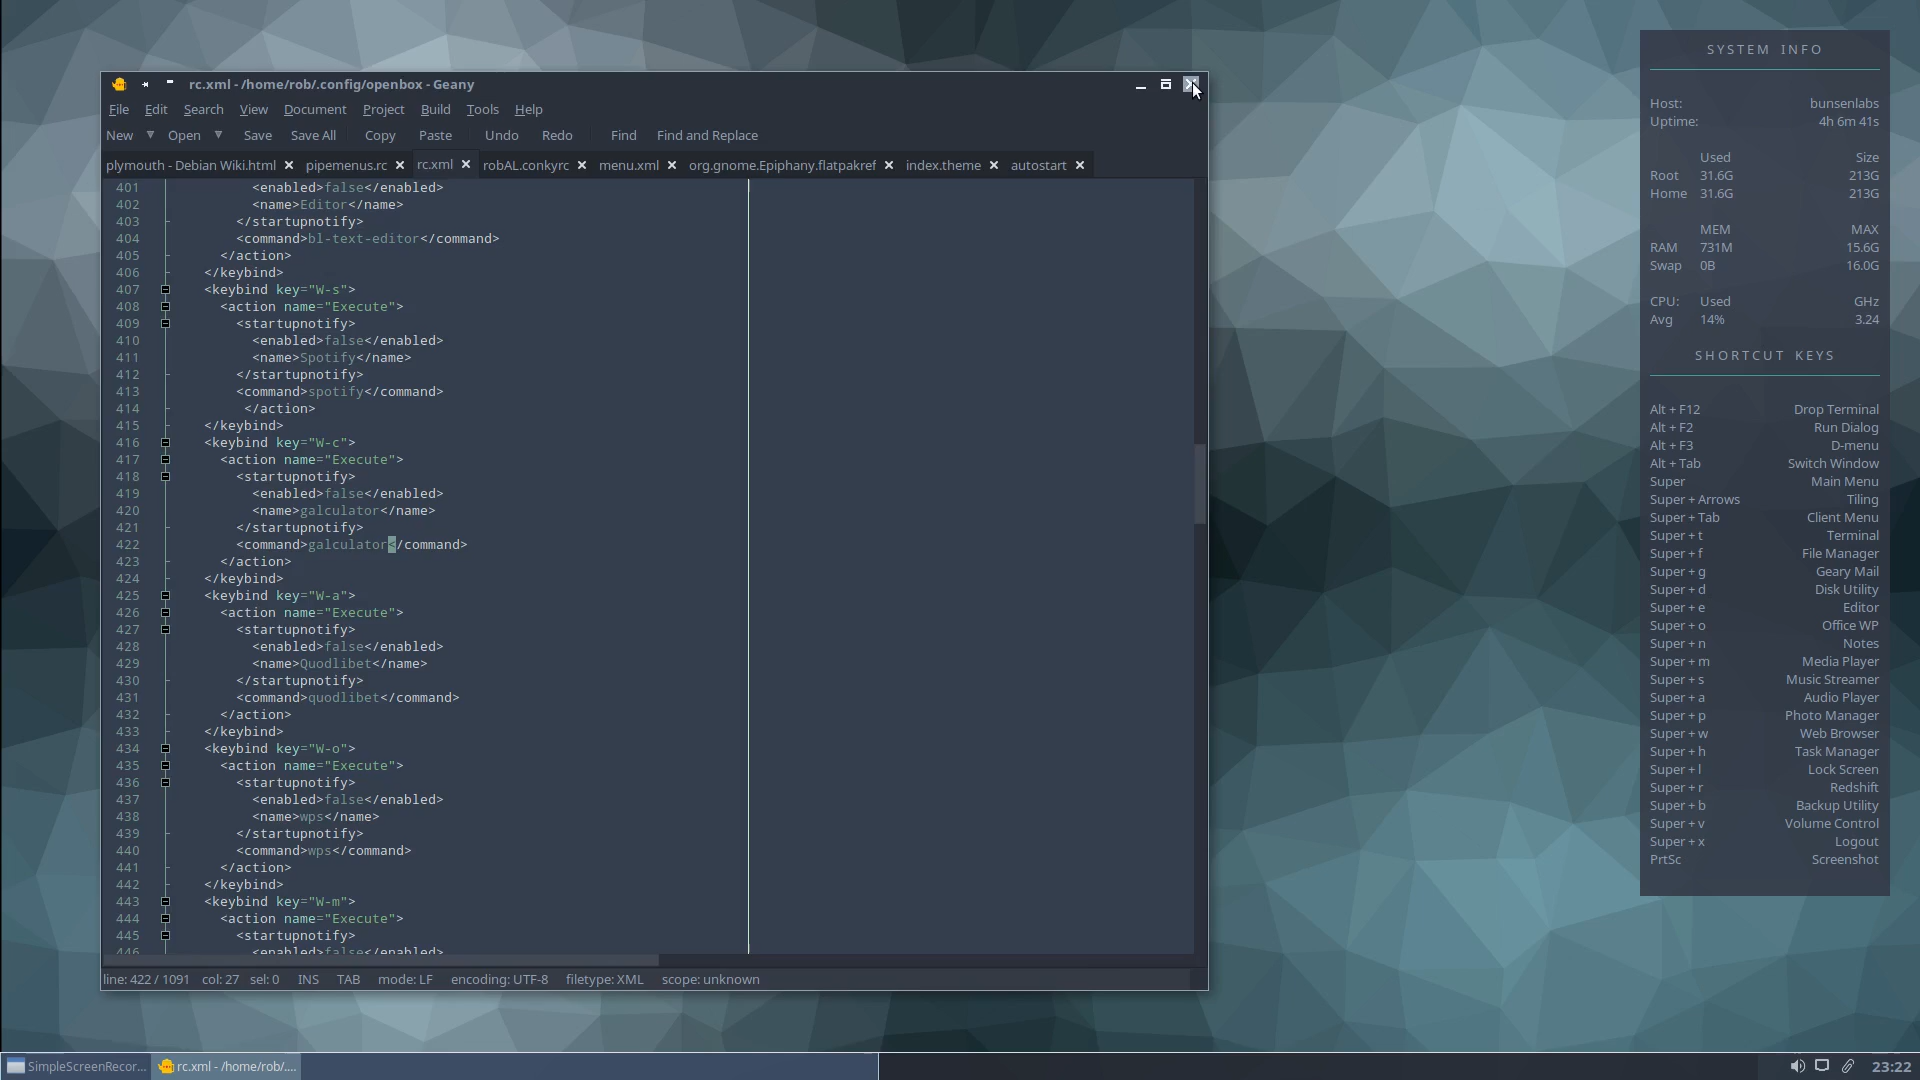 rc.xml - /home/rob/.config/openbox - Geany
File Edit Search View Document Project Build Tools Help
New Open Save Save All Copy Paste Undo Redo Find Find and Replace
plymouth - Debian Wiki.html pipemenus.rc rc.xml robAL.conkyrc menu.xml org.gnome.Epiphany.flatpakref index.theme autostart
401 <enabled>false</enabled>
402 <name>Editor</name>
403 </startupnotify>
404 <command>bl-text-editor</command>
405 </action>
406 </keybind>
407 <keybind key="W-s">
408 <action name="Execute">
409 <startupnotify>
410 <enabled>false</enabled>
411 <name>Spotify</name>
412 </startupnotify>
413 <command>spotify</command>
414 </action>
415 </keybind>
416 <keybind key="W-c">
417 <action name="Execute">
418 <startupnotify>
419 <enabled>false</enabled>
420 <name>galculator</name>
421 </startupnotify>
422 <command>galculator</command>
423 </action>
424 </keybind>
425 <keybind key="W-a">
426 <action name="Execute">
427 <startupnotify>
428 <enabled>false</enabled>
429 <name>Quodlibet</name>
430 </startupnotify>
431 <command>quodlibet</command>
432 </action>
433 </keybind>
434 <keybind key="W-o">
435 <action name="Execute">
436 <startupnotify>
437 <enabled>false</enabled>
438 <name>wps</name>
439 </startupnotify>
440 <command>wps</command>
441 </action>
442 </keybind>
443 <keybind key="W-m">
444 <action name="Execute">
445 <startupnotify>
446 <enabled>false</enabled>
line: 422 / 1091 col: 27 sel: 0 INS TAB mode: LF encoding: UTF-8 filetype: XML scope: unknown
SYSTEM INFO
Host: bunsenlabs
Uptime: 4h 6m 41s
Used Size
Root 31.6G 213G
Home 31.6G 213G
MEM MAX
RAM 731M 15.6G
Swap 0B 16.0G
CPU: Used GHz
Avg 14% 3.24
SHORTCUT KEYS
Alt + F12 Drop Terminal
Alt + F2 Run Dialog
Alt + F3 D-menu
Alt + Tab Switch Window
Super Main Menu
Super + Arrows Tiling
Super + Tab Client Menu
Super + t Terminal
Super + f File Manager
Super + g Geary Mail
Super + d Disk Utility
Super + e Editor
Super + o Office WP
Super + n Notes
Super + m Media Player
Super + s Music Streamer
Super + a Audio Player
Super + p Photo Manager
Super + w Web Browser
Super + h Task Manager
Super + l Lock Screen
Super + r Redshift
Super + b Backup Utility
Super + v Volume Control
Super + x Logout
PrtSc Screenshot
SimpleScreenRecor... rc.xml - /home/rob/.... 23:22